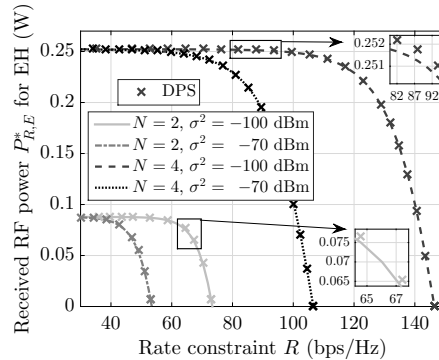 Received RF power P*_{R,E} for EH (W)
0.25
0.2
0.1
0.05
0
0.252
0.251
82 87 92
DPS
N = 2, σ² = −100 dBm
N = 2, σ² = −70 dBm
N = 4, σ² = −100 dBm
N = 4, σ² = −70 dBm
0.075
0.07
0.065
65 67
40 60 80 100 120 140
Rate constraint R (bps/Hz)